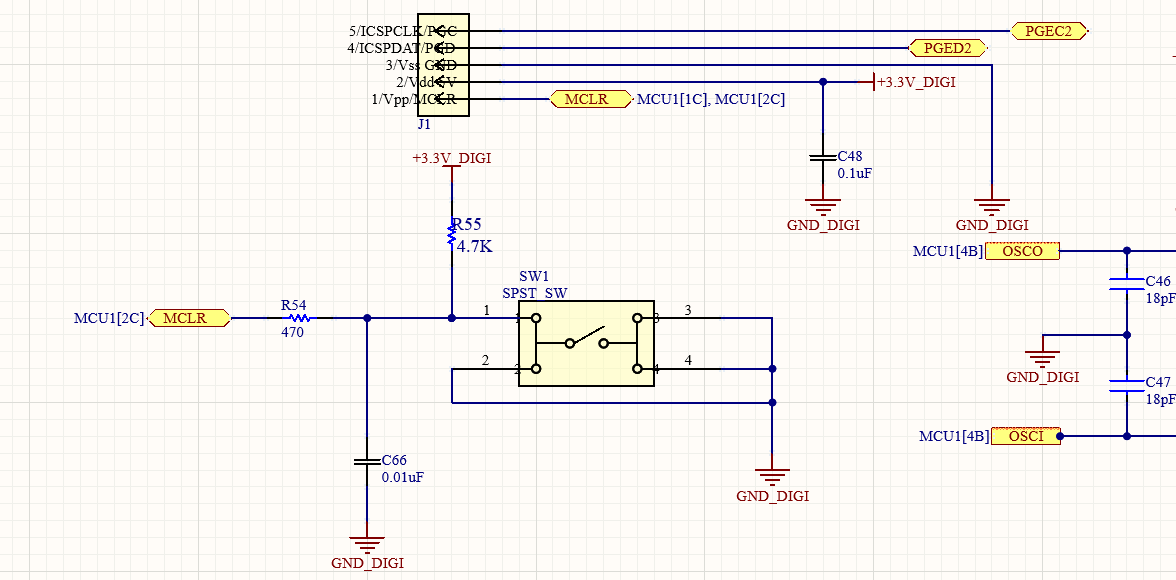 5/ICSPCLK/PGC
PGEC2
4/ICSPDAT/PGD
PGED2
3/Vss GND
2/Vdd +V
+3.3V_DIGI
1/Vpp/MCLR
MCLR
MCU1[1C], MCU1[2C]
J1
C48
0.1uF
GND_DIGI
GND_DIGI
+3.3V_DIGI
R55
4.7K
MCU1[4B]
OSCO
C46
18pF
GND_DIGI
C47
18pF
MCU1[4B]
OSCI
SW1
SPST_SW
MCU1[2C]
MCLR
R54
470
1
1
3
3
2
2
4
4
C66
0.01uF
GND_DIGI
GND_DIGI